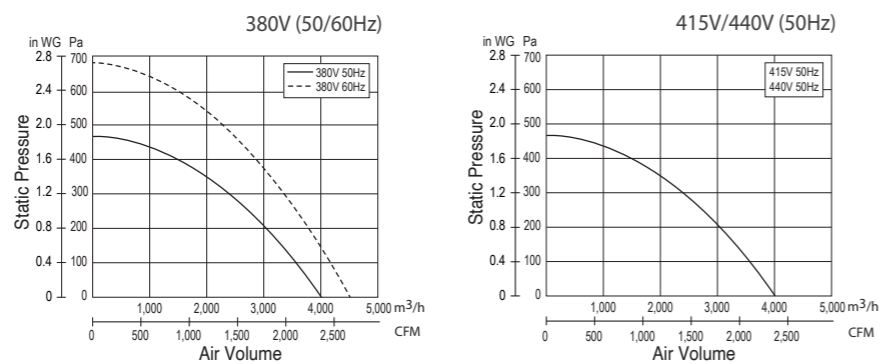 380V (50/60Hz)
in WG Pa
2.8 700
380V 50Hz
380V 60Hz
2.4 600
500
2.0
400
1.6
300
1.2
200
0.8
100
0.4
0 0
Static Pressure
1,000 2,000 3,000 4,000 5,000 m³/h
0 500 1,000 1,500 2,000 2,500 CFM
Air Volume
415V/440V (50Hz)
in WG Pa
2.8 700
415V 50Hz
440V 50Hz
2.4 600
500
2.0
400
1.6
300
1.2
200
0.8
100
0.4
0 0
Static Pressure
1,000 2,000 3,000 4,000 5,000 m³/h
0 500 1,000 1,500 2,000 2,500 CFM
Air Volume